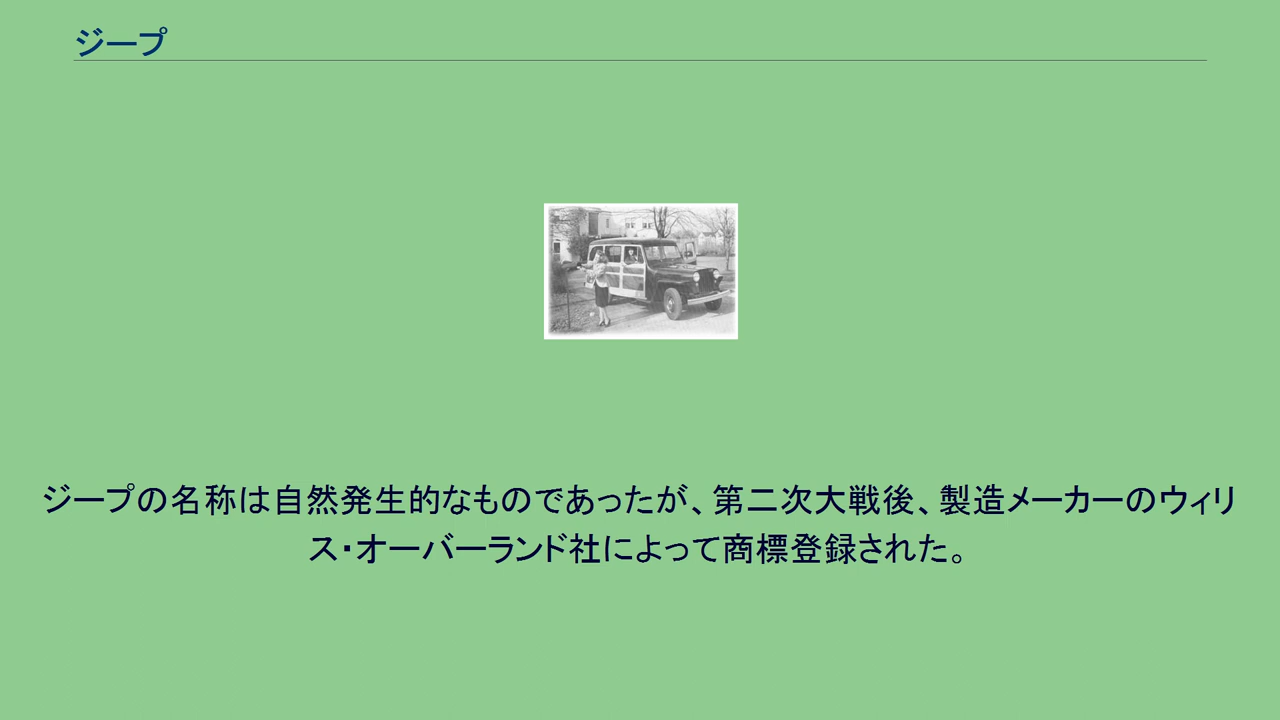 ジープ
ジープの名称は自然発生的なものであったが、第二次大戦後、製造メーカーのウィリ
ス・オーバーランド社によって商標登録された。